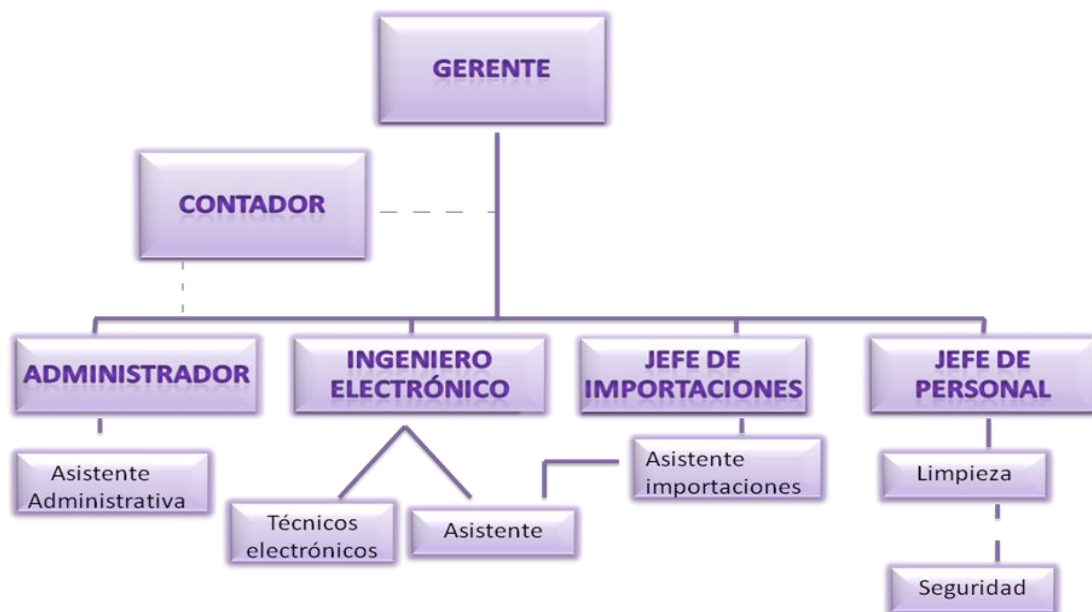 GERENTE
CONTADOR
ADMINISTRADOR
INGENIERO
ELECTRÓNICO
JEFE DE
IMPORTACIONES
JEFE DE
PERSONAL
Asistente
Administrativa
Técnicos
electrónicos
Asistente
Asistente
importaciones
Limpieza
Seguridad